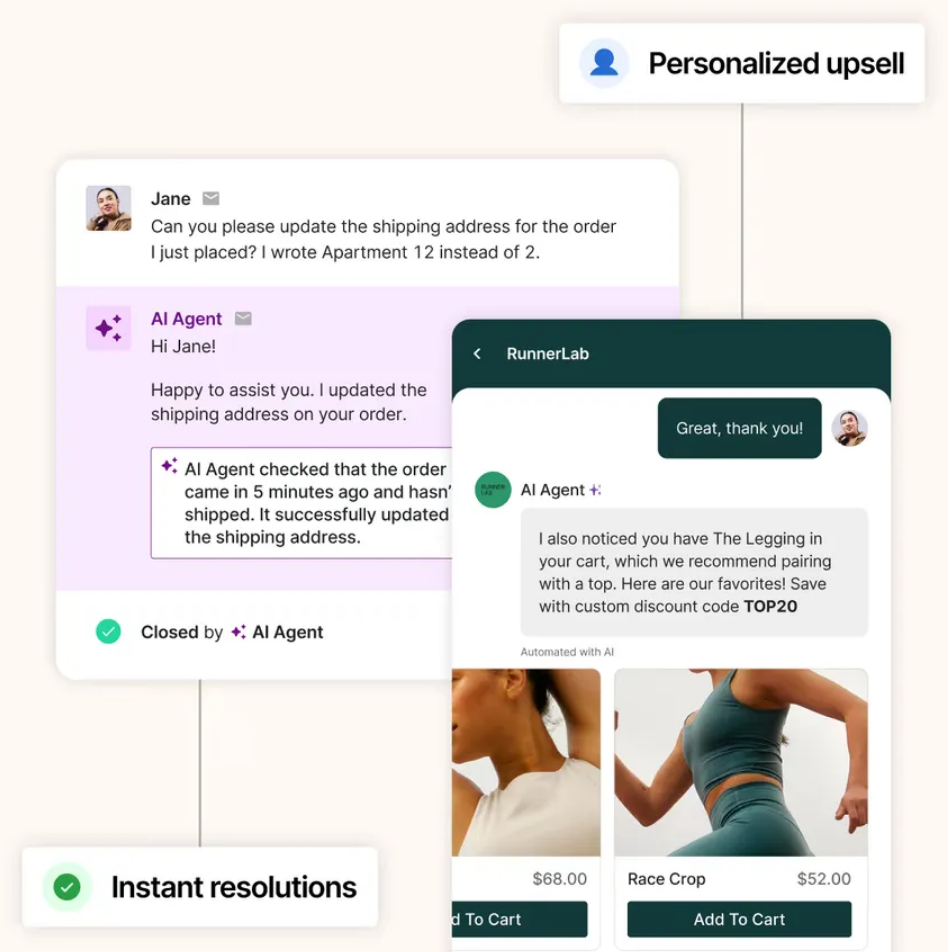 Personalized upsell
Jane
Can you please update the shipping address for the order
I just placed? I wrote Apartment 12 instead of 2.
AI Agent
Hi Jane!
Happy to assist you. I updated the
shipping address on your order.
AI Agent checked that the order
came in 5 minutes ago and hasn'
shipped. It successfully updated
the shipping address.
Closed by AI Agent
RunnerLab
Great, thank you!
RUNNER
LAB
AI Agent
I also noticed you have The Legging in
your cart, which we recommend pairing
with a top. Here are our favorites! Save
with custom discount code TOP20
Automated with AI
$68.00
d To Cart
Race Crop $52.00
Add To Cart
Instant resolutions